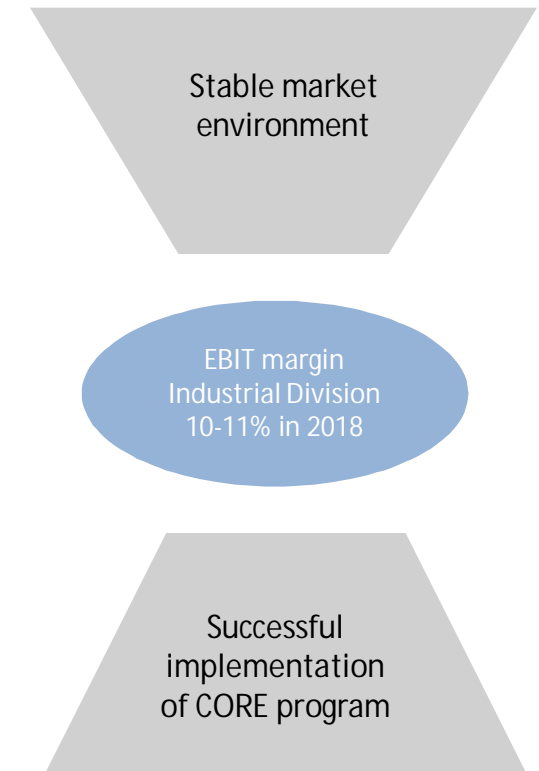 Stable market
environment
EBIT margin
Industrial Division
10-11% in 2018
Successful
implementation
of CORE program